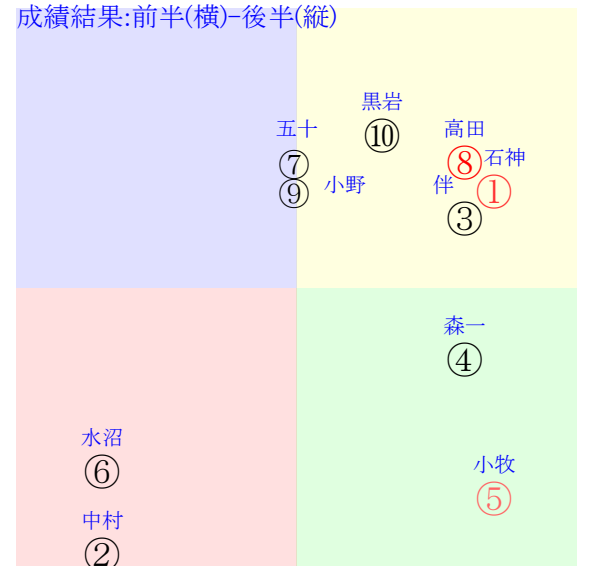 成績結果:前半(横)-後半(縦)
黒岩
⑩
五十
⑦
高田
⑧
石神
①
小野
⑨
伴
③
森一
④
水沼
⑥
小牧
⑤
中村
②